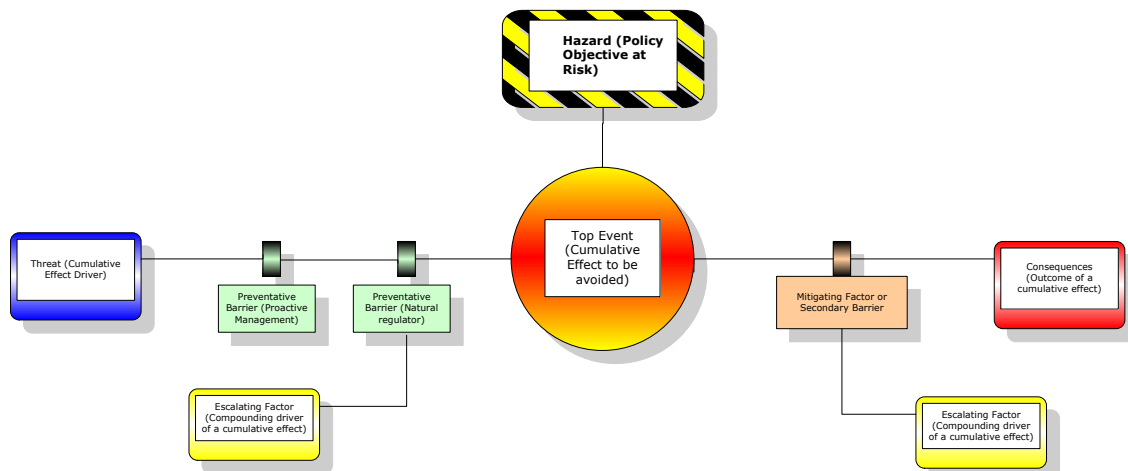 Hazard (Policy
Objective at
Risk)
Top Event
(Cumulative
Effect to be
avoided)
Threat (Cumulative
Effect Driver)
Preventative
Barrier (Proactive
Management)
Preventative
Barrier (Natural
regulator)
Mitigating Factor or
Secondary Barrier
Consequences
(Outcome of a
cumulative effect)
Escalating Factor
(Compounding driver
of a cumulative effect)
Escalating Factor
(Compounding driver
of a cumulative effect)